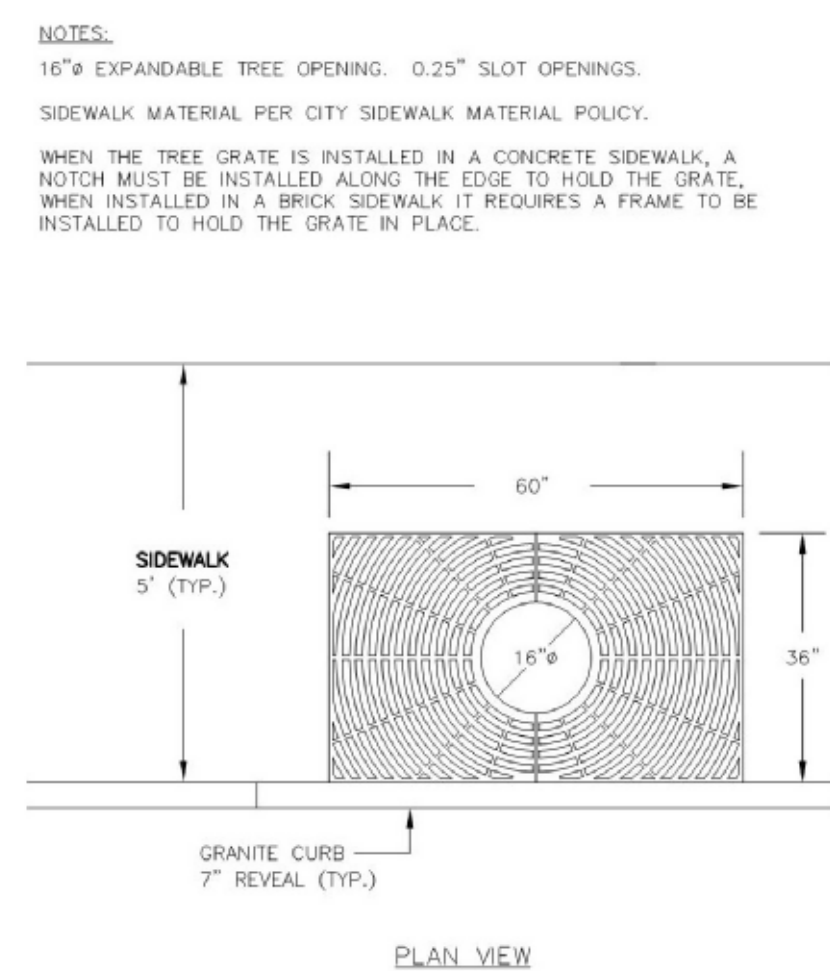 NOTES:
16"ø EXPANDABLE TREE OPENING. 0.25" SLOT OPENINGS.
SIDEWALK MATERIAL PER CITY SIDEWALK MATERIAL POLICY.
WHEN THE TREE GRATE IS INSTALLED IN A CONCRETE SIDEWALK, A
NOTCH MUST BE INSTALLED ALONG THE EDGE TO HOLD THE GRATE,
WHEN INSTALLED IN A BRICK SIDEWALK IT REQUIRES A FRAME TO BE
INSTALLED TO HOLD THE GRATE IN PLACE.
60"
SIDEWALK
5' (TYP.)
16"ø
36"
GRANITE CURB
7" REVEAL (TYP.)
PLAN VIEW